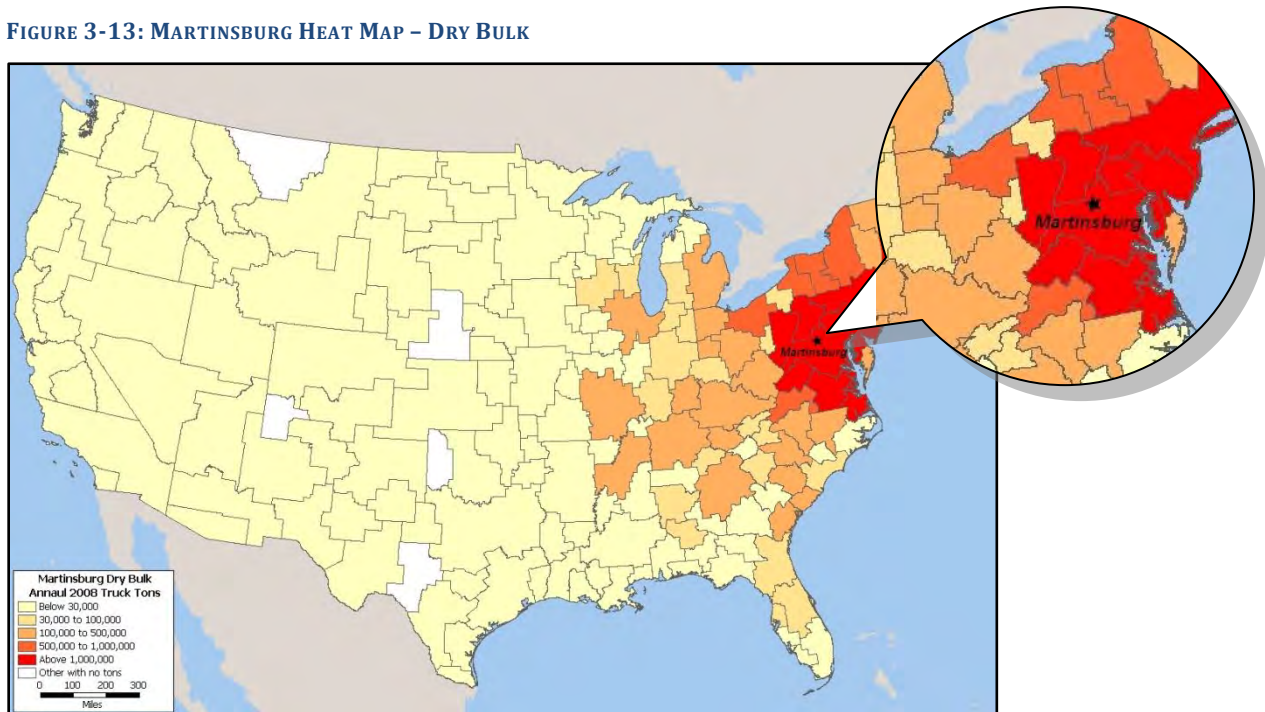 FIGURE 3-13: MARTINSBURG HEAT MAP – DRY BULK
Martinsburg
Martinsburg
Martinsburg Dry Bulk
Annaul 2008 Truck Tons
Below 30,000
30,000 to 100,000
100,000 to 500,000
500,000 to 1,000,000
Above 1,000,000
Other with no tons
0 100 200 300
Miles